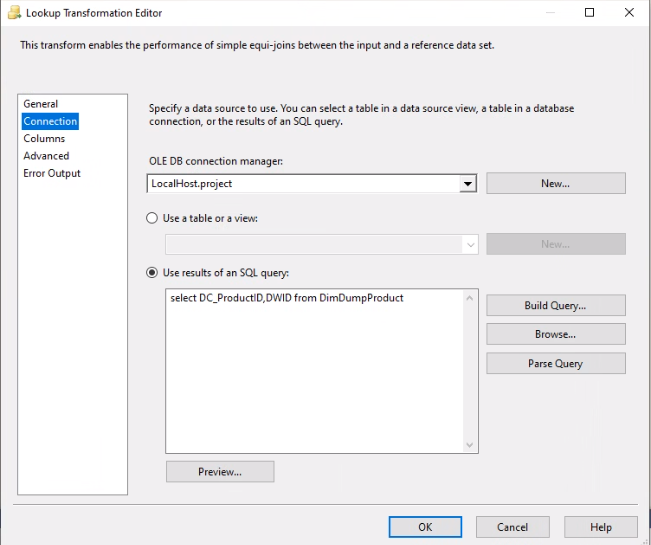 Lookup Transformation Editor
This transform enables the performance of simple equi-joins between the input and a reference data set.
General
Connection
Columns
Advanced
Error Output
Specify a data source to use. You can select a table in a data source view, a table in a database
connection, or the results of an SQL query.
OLE DB connection manager:
LocalHost.project
New...
Use a table or a view:
New...
Use results of an SQL query:
select DC_ProductID,DWID from DimDumpProduct
Build Query...
Browse...
Parse Query
Preview...
OK
Cancel
Help